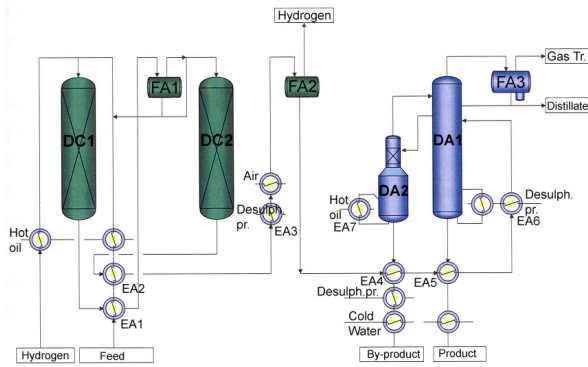 Hydrogen
Gas Tr.
FA1
FA2
FA3
Distillate
DC1
DC2
DA1
DA2
Air
Desulph.
pr.
EA3
Hot
oil
EA7
Desulph.
pr.
EA6
Hot
oil
EA2
EA4
EA5
Desulph.pr.
EA1
Cold
Water
Hydrogen
Feed
By-product
Product